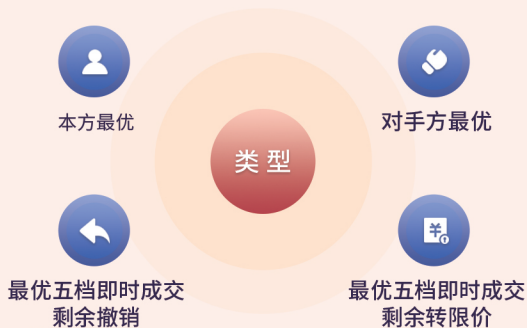 本方最优
对手方最优
类型
最优五档即时成交
剩余撤销
最优五档即时成交
剩余转限价